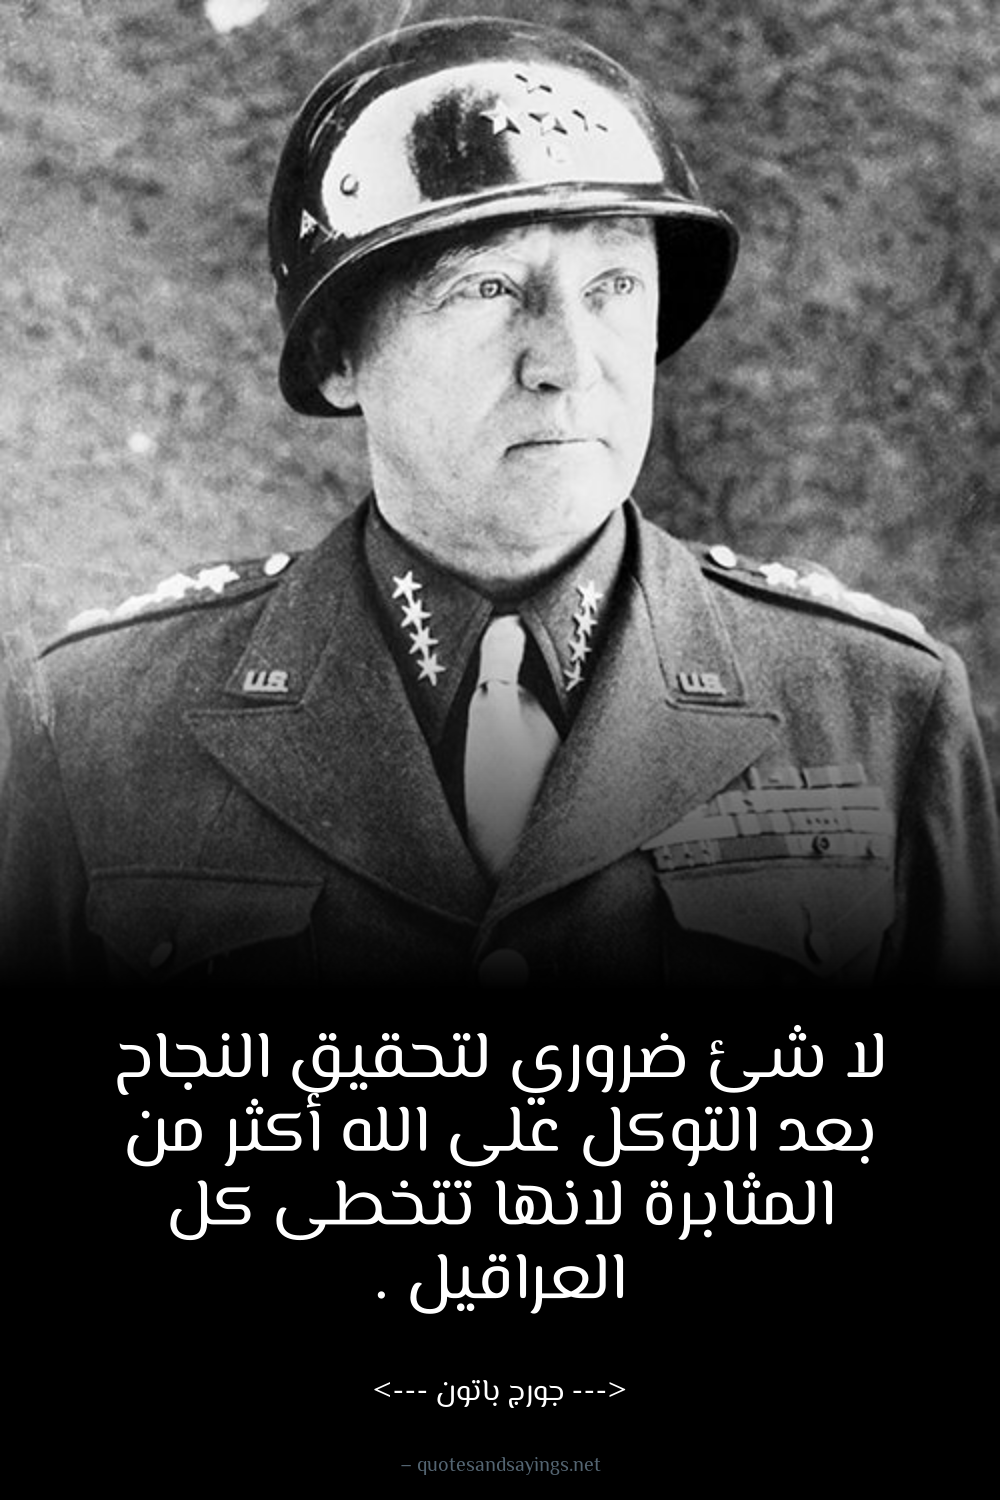 U.S.
U.S.
لا شئ ضروري لتحقيق النجاح
بعد التوكل على الله أكثر من
المثابرة لانها تتخطى كل
العراقيل .
<--- جورج باتون --->
– quotesandsayings.net